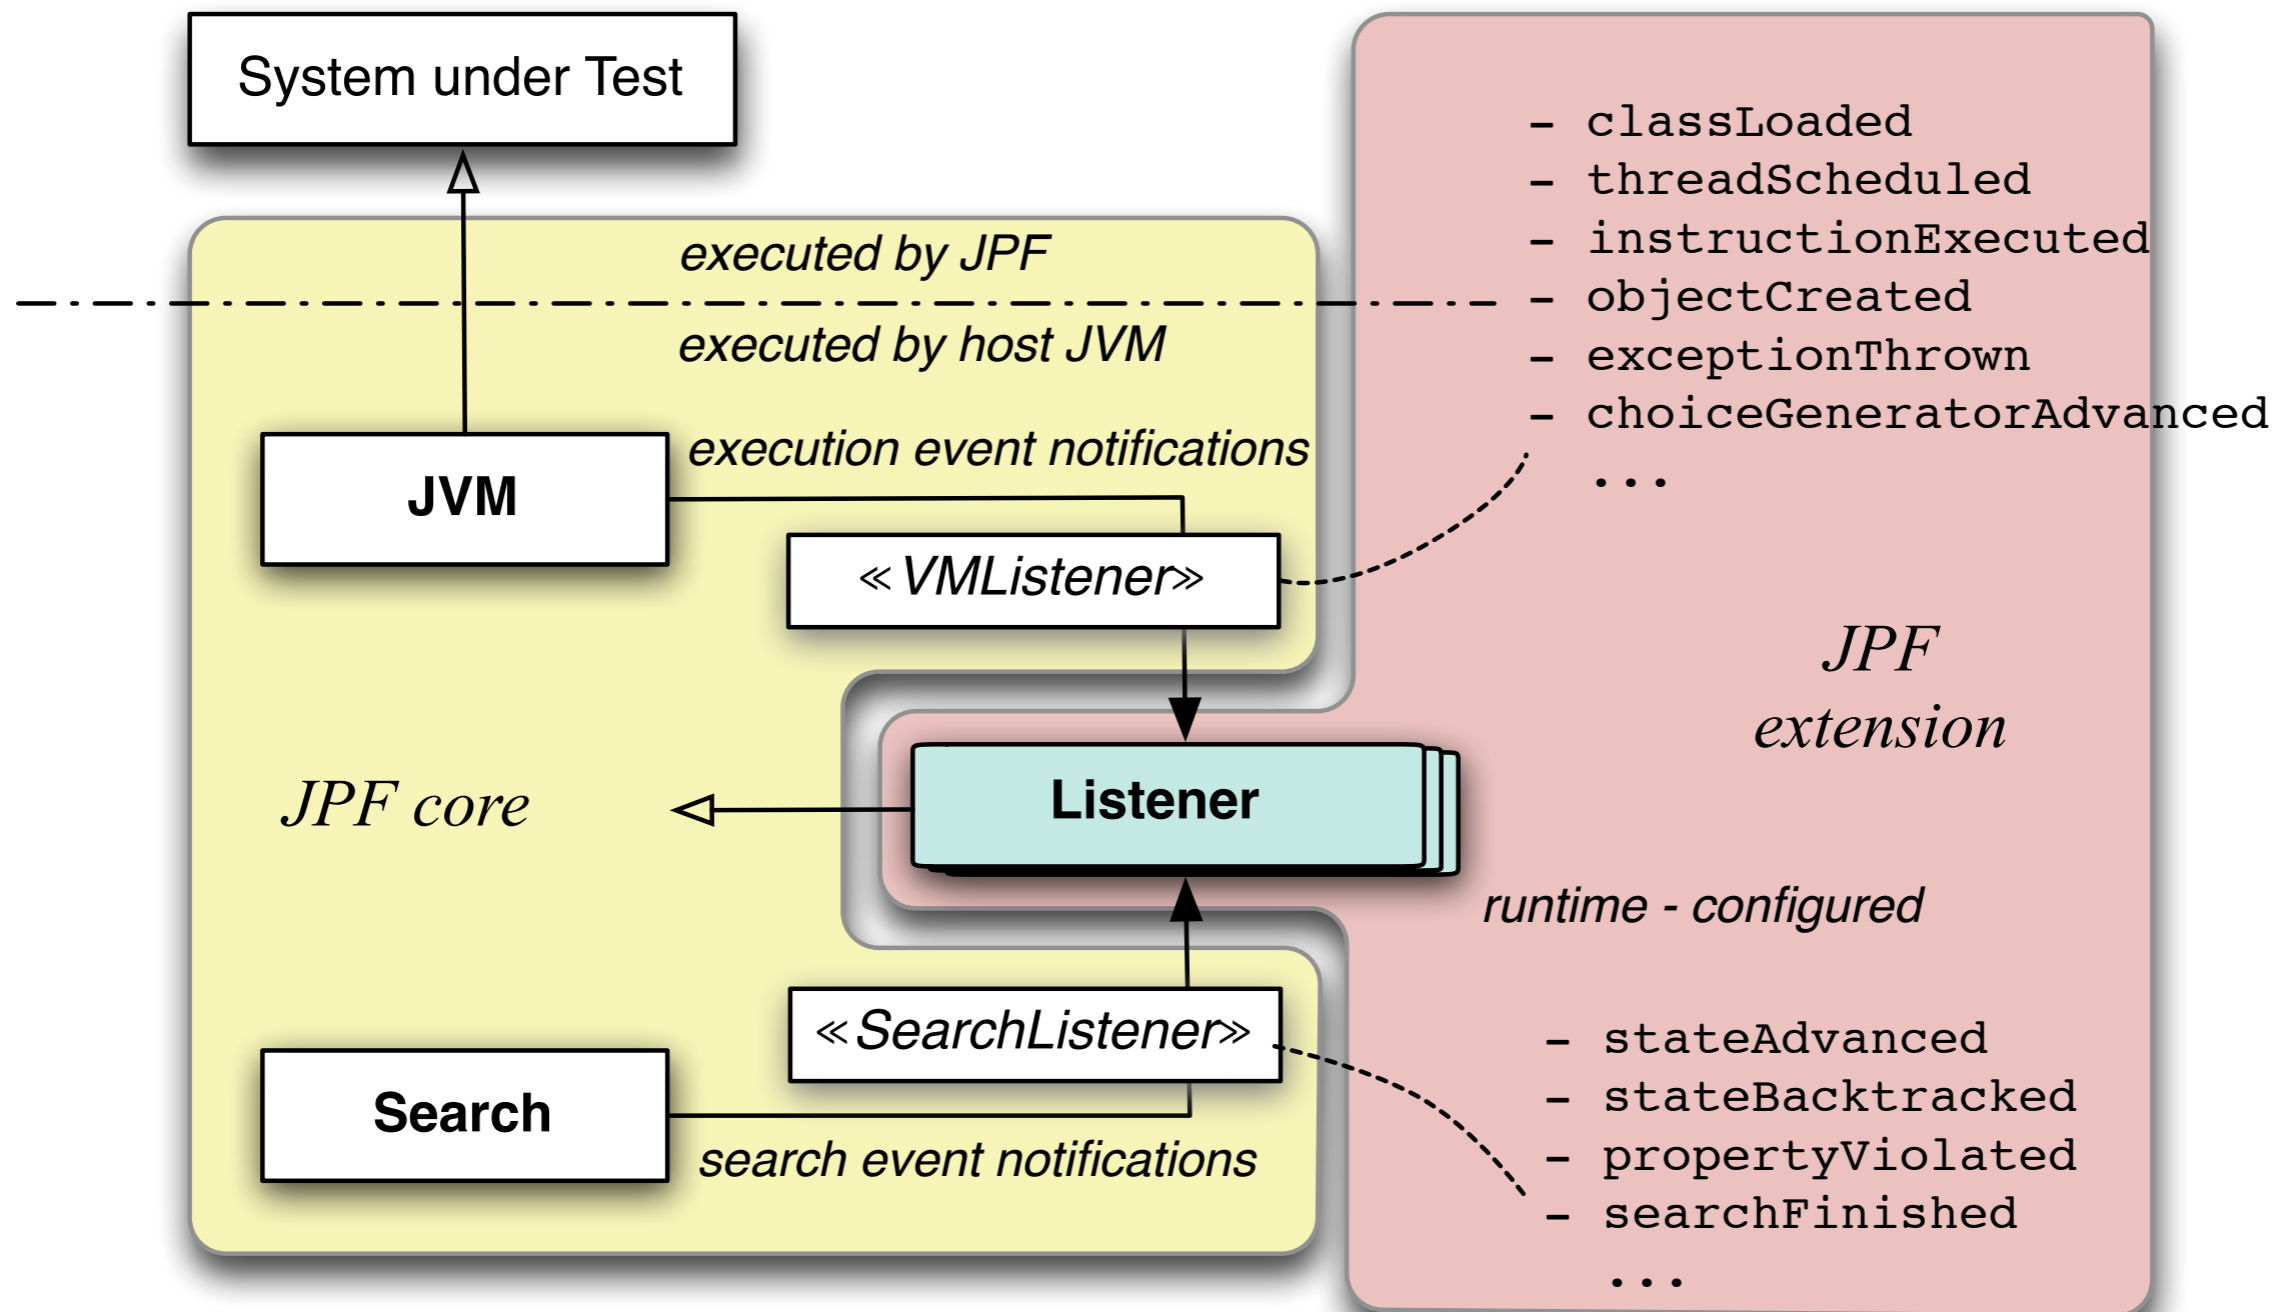 System under Test
executed by JPF
executed by host JVM
JVM
execution event notifications
«VMListener»
- classLoaded
- threadScheduled
- instructionExecuted
- objectCreated
- exceptionThrown
- choiceGeneratorAdvanced
...
JPF
extension
JPF core
Listener
runtime - configured
«SearchListener»
Search
search event notifications
- stateAdvanced
- stateBacktracked
- propertyViolated
- searchFinished
...